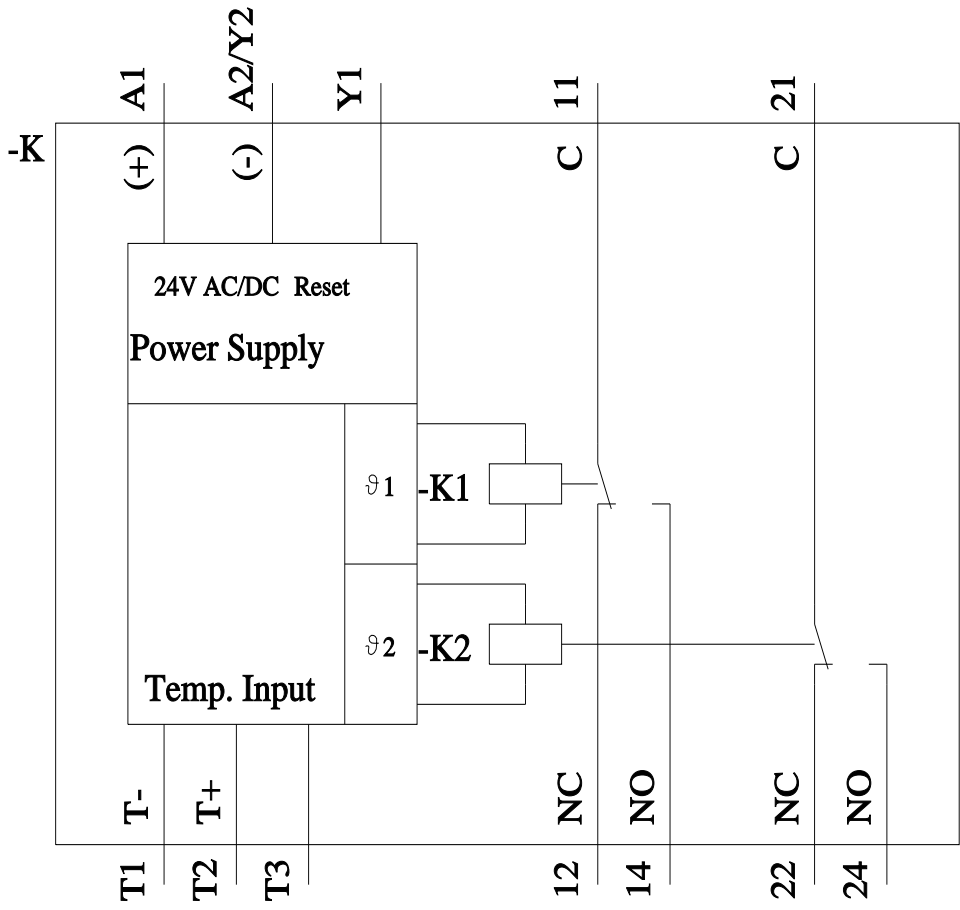 A1
A2/Y2
Y1
11
21
-K
(+)
(-)
C
C
24V AC/DC Reset
Power Supply
ϑ1
-K1
ϑ2
-K2
Temp. Input
T-
T+
NC
NO
NC
NO
T1
T2
T3
12
14
22
24